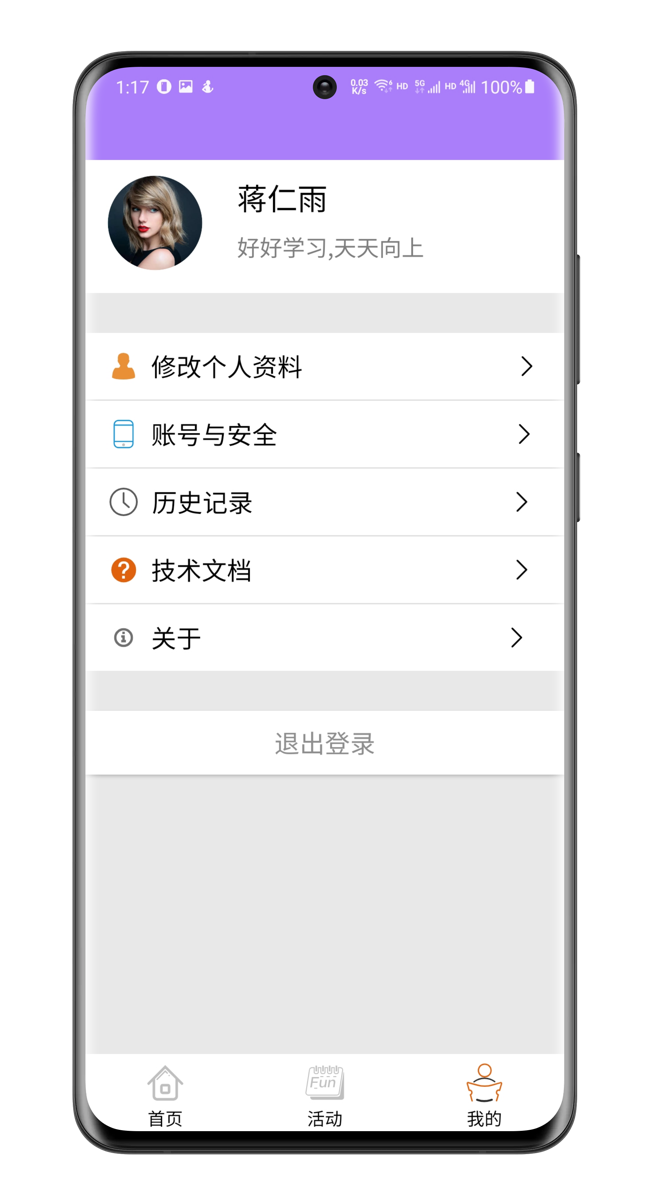 1:17
0.03
K/s
6
HD
5G
HD
4G
100%
蒋仁雨
好好学习,天天向上
修改个人资料
账号与安全
历史记录
技术文档
关于
退出登录
Fun
首页
活动
我的